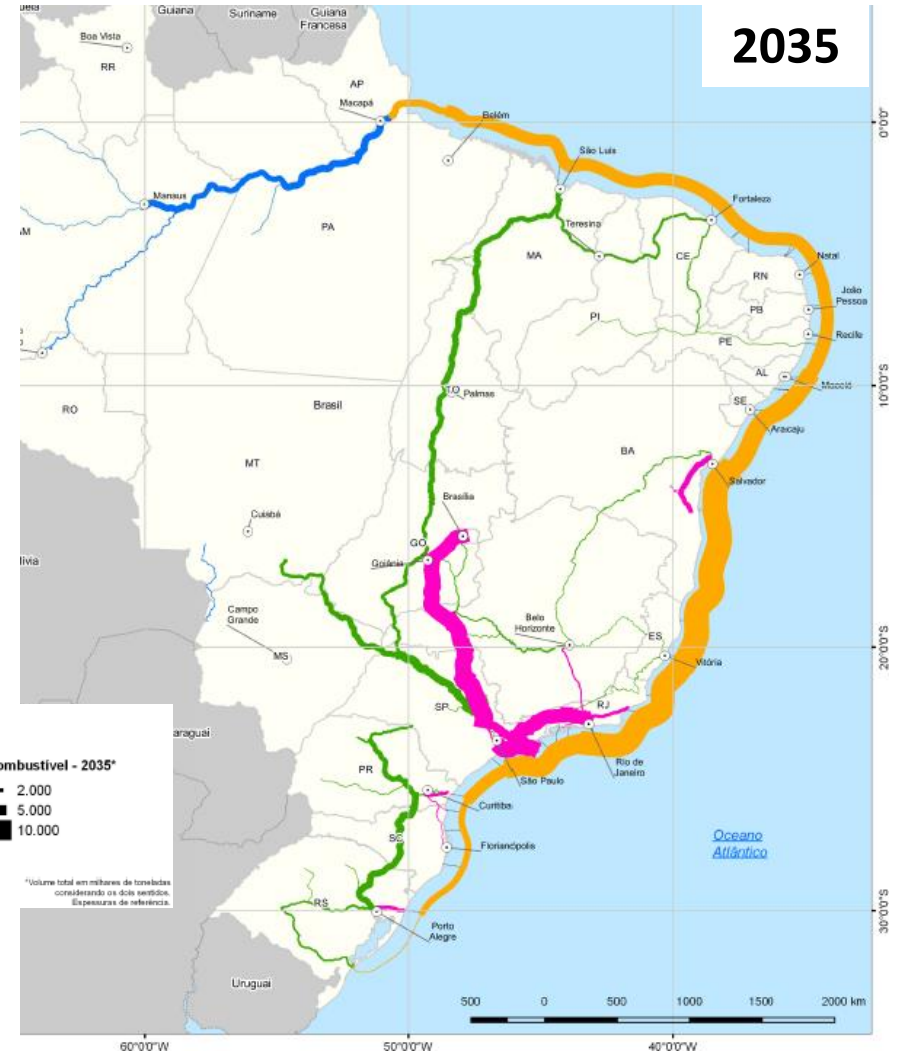 uela
Guiana
Suriname
Guiana
Francesa
2035
Boa Vista
RR
AP
Macapá
Belém
0°0'0"
São Luís
Manaus
Fortaleza
AM
PA
Teresina
MA
CE
Natal
RN
João
Pessoa
PB
PI
Recife
PE
TO
Palmas
AL
Maceió
10°0'0"S
RO
Brasil
SE
Aracaju
BA
MT
Salvador
Brasília
Cuiabá
GO
Goiânia
lívia
Campo
Grande
Belo
Horizonte
ES
20°0'0"S
MS
Vitória
SP
RJ
araguai
Rio de
Janeiro
ombustível - 2035*
PR
São Paulo
2.000
5.000
10.000
Curitiba
Oceano
Atlântico
SC
Florianópolis
*Volume total em milhares de toneladas
considerando os dois sentidos.
Espessuras de referência.
RS
30°0'0"S
Porto
Alegre
Uruguai
500 0 500 1000 1500 2000 km
60°0'0"W
50°0'0"W
40°0'0"W